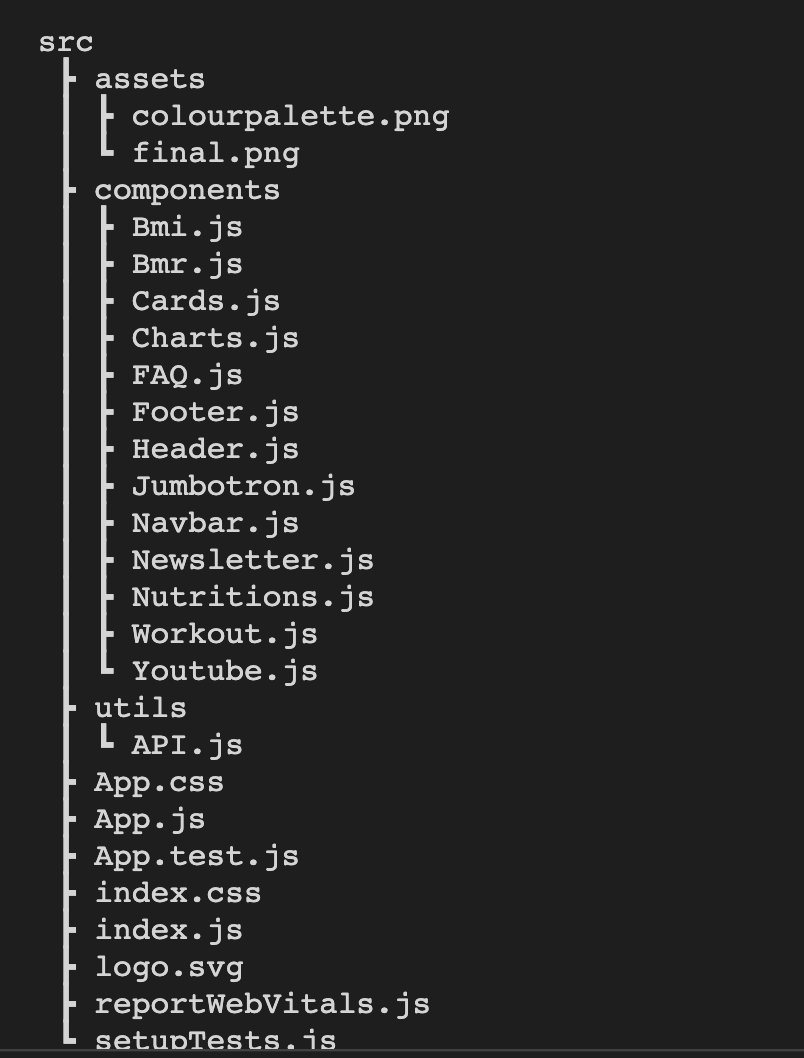 src
assets
colourpalette.png
final.png
components
Bmi.js
Bmr.js
Cards.js
Charts.js
FAQ.js
Footer.js
Header.js
Jumbotron.js
Navbar.js
Newsletter.js
Nutritions.js
Workout.js
Youtube.js
utils
API.js
App.css
App.js
App.test.js
index.css
index.js
logo.svg
reportWebVitals.js
setupTests.js